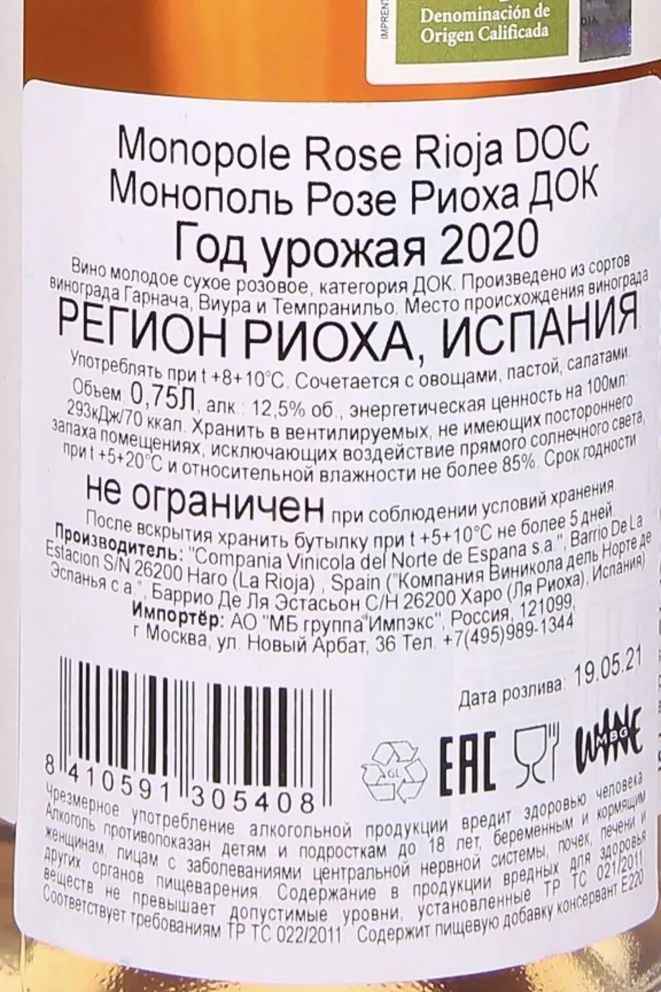 IMPRENT
Denominación de
Origen Calificada
Monopole Rose Rioja DOC
Монополь Розе Риоха ДОК
Год урожая 2020
Вино молодое сухое розовое, категория ДОК. Произведено из сортов
винограда Гарнача, Виура и Темпранильо. Место происхождения винограда
РЕГИОН РИОХА, ИСПАНИЯ
Употреблять при t +8+10°С. Сочетается с овощами, пастой, салатами.
Объем 0,75Л, алк.: 12,5% об., энергетическая ценность на 100мл:
293кДж/70 ккал. Хранить в вентилируемых, не имеющих постороннего
запаха помещениях, исключающих воздействие прямого солнечного света,
при t +5+20°С и относительной влажности не более 85%. Срок годности
не ограничен при соблюдении условий хранения.
После вскрытия хранить бутылку при t +5+10°С не более 5 дней.
Производитель: "Compania Vinicola del Norte de Espana s.a.", Barrio De La
Estacion S/N 26200 Haro (La Rioja) , Spain ("Компания Виникола дель Норте де
Эспанья с.а.", Баррио Де Ля Эстасьон С/Н 26200 Харо (Ля Риоха), Испания)
Импортёр: АО "МБ группа Импэкс", Россия, 121099,
г Москва, ул. Новый Арбат, 36 Тел. +7(495)989-1344
Дата розлива: 19.05.21
8 410591 305408
GL
EAC
WINE
MBG
Чрезмерное употребление алкогольной продукции вредит здоровью человека
Алкоголь противопоказан детям и подросткам до 18 лет, беременным и кормящим
женщинам, лицам с заболеваниями центральной нервной системы, почек, печени и
других органов пищеварения. Содержание в продукции вредных для здоровья
веществ не превышает допустимые уровни, установленные ТР ТС 021/2011.
Соответствует требованиям ТР ТС 022/2011 Содержит пищевую добавку консервант Е220